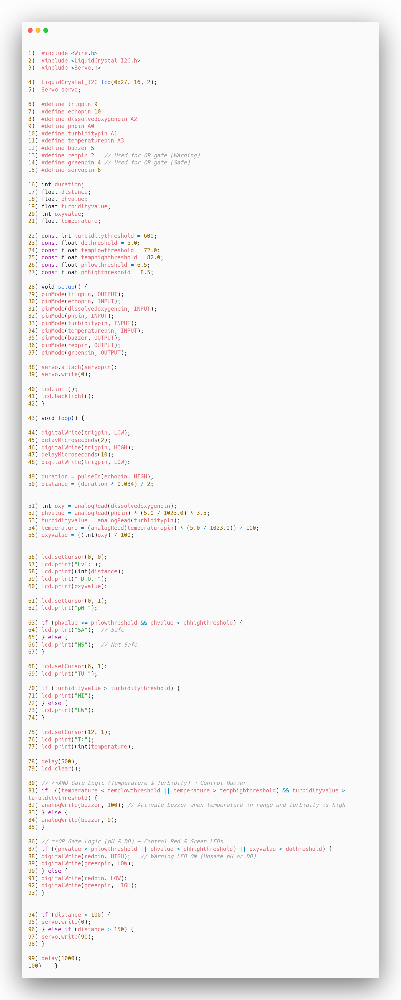 1)  #include <Wire.h>
2)  #include <LiquidCrystal_I2C.h>
3)  #include <Servo.h>
4)  LiquidCrystal_I2C lcd(0x27, 16, 2);
5)  Servo servo;
6)  #define trigpin 9
7)  #define echopin 10
8)  #define dissolvedoxygenpin A2
9)  #define phpin A0
10) #define turbiditypin A1
11) #define temperaturepin A3
12) #define buzzer 5
13) #define redpin 2   // Used for OR gate (Warning)
14) #define greenpin 4 // Used for OR gate (Safe)
15) #define servopin 6
16) int duration;
17) float distance;
18) float phvalue;
19) float turbidityvalue;
20) int oxyvalue;
21) float temperature;
22) const int turbiditythreshold = 600;
23) const float dothreshold = 5.0;
24) const float templowthreshold = 72.0;
25) const float temphighthreshold = 82.0;
26) const float phlowthreshold = 6.5;
27) const float phhighthreshold = 8.5;
28) void setup() {
29) pinMode(trigpin, OUTPUT);
30) pinMode(echopin, INPUT);
31) pinMode(dissolvedoxygenpin, INPUT);
32) pinMode(phpin, INPUT);
33) pinMode(turbiditypin, INPUT);
34) pinMode(temperaturepin, INPUT);
35) pinMode(buzzer, OUTPUT);
36) pinMode(redpin, OUTPUT);
37) pinMode(greenpin, OUTPUT);
38) servo.attach(servopin);
39) servo.write(0);
40) lcd.init();
41) lcd.backlight();
42) }
43) void loop() {
44) digitalWrite(trigpin, LOW);
45) delayMicroseconds(2);
46) digitalWrite(trigpin, HIGH);
47) delayMicroseconds(10);
48) digitalWrite(trigpin, LOW);
49) duration = pulseIn(echopin, HIGH);
50) distance = (duration * 0.034) / 2;
51) int oxy = analogRead(dissolvedoxygenpin);
52) phvalue = analogRead(phpin) * (5.0 / 1023.0) * 3.5;
53) turbidityvalue = analogRead(turbiditypin);
54) temperature = (analogRead(temperaturepin) * (5.0 / 1023.0)) * 100;
55) oxyvalue = ((int)oxy) / 100;
56) lcd.setCursor(0, 0);
57) lcd.print("Lvl:");
58) lcd.print((int)distance);
59) lcd.print(" D.O.:");
60) lcd.print(oxyvalue);
61) lcd.setCursor(0, 1);
62) lcd.print("pH:");
63) if (phvalue >= phlowthreshold && phvalue < phhighthreshold) {
64) lcd.print("SA");  // Safe
65) } else {
66) lcd.print("NS");  // Not Safe
67) }
68) lcd.setCursor(6, 1);
69) lcd.print("TU:");
70) if (turbidityvalue > turbiditythreshold) {
71) lcd.print("HI");
72) } else {
73) lcd.print("LW");
74) }
75) lcd.setCursor(12, 1);
76) lcd.print("T:");
77) lcd.print((int)temperature);
78) delay(500);
79) lcd.clear();
80) // **AND Gate Logic (Temperature & Turbidity) → Control Buzzer
81) if  ((temperature < templowthreshold || temperature > temphighthreshold) && turbidityvalue >
turbiditythreshold) {
82) analogWrite(buzzer, 100); // Activate buzzer when temperature in range and turbidity is high
83) } else {
84) analogWrite(buzzer, 0);
85) }
86) // **OR Gate Logic (pH & DO) → Control Red & Green LEDs
87) if ((phvalue < phlowthreshold || phvalue > phhighthreshold) || oxyvalue < dothreshold) {
88) digitalWrite(redpin, HIGH);   // Warning LED ON (Unsafe pH or DO)
89) digitalWrite(greenpin, LOW);
90) } else {
91) digitalWrite(redpin, LOW);
92) digitalWrite(greenpin, HIGH);
93) }
94) if (distance < 100) {
95) servo.write(0);
96) } else if (distance > 150) {
97) servo.write(90);
98) }
99) delay(1000);
100)    }